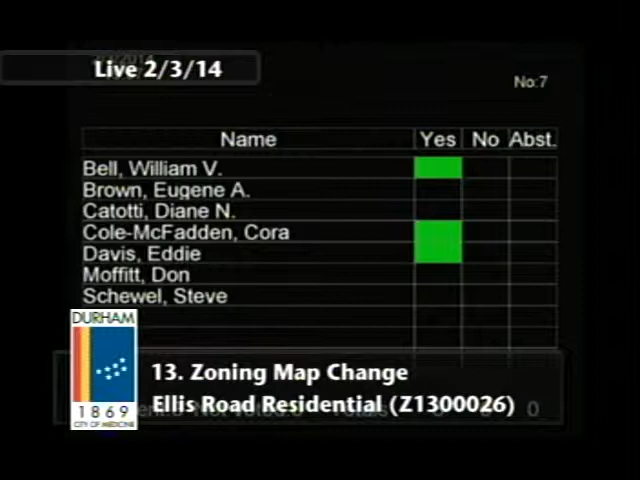 Live 2/3/14
No:7
Name Yes No Abst.
Bell, William V.
Brown, Eugene A.
Catotti, Diane N.
Cole-McFadden, Cora
Davis, Eddie
Moffitt, Don
Schewel, Steve
DURHAM
1869
CITY OF MEDICINE
13. Zoning Map Change
Ellis Road Residential (Z1300026)
0